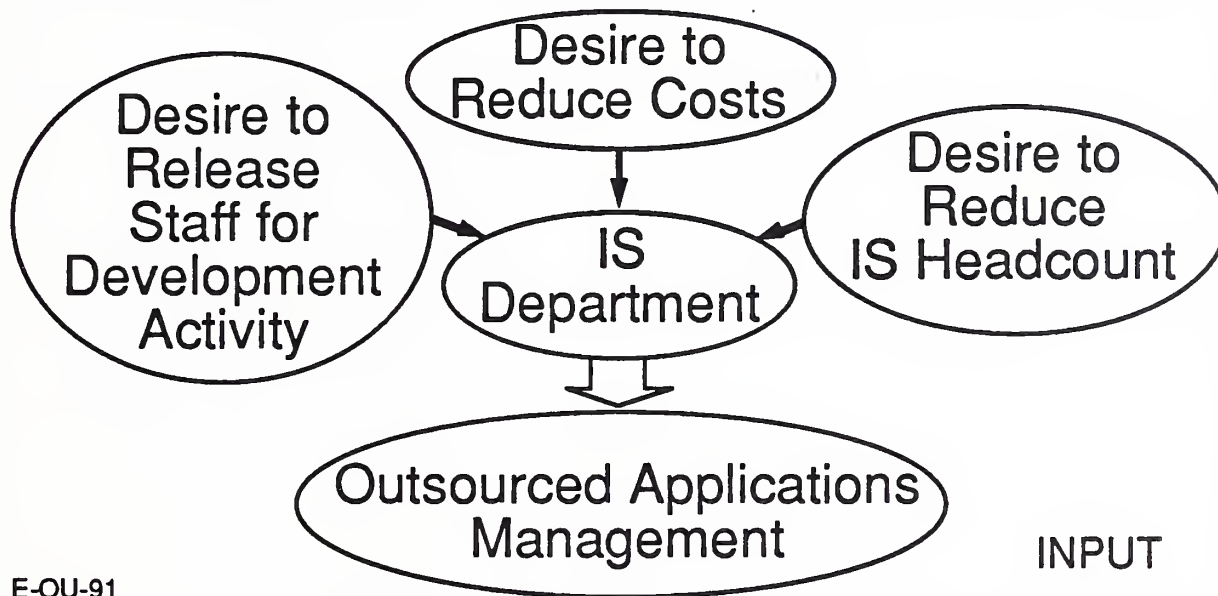 Desire to
Reduce Costs
Desire to
Release
Staff for
Development
Activity
Desire to
Reduce
IS Headcount
IS
Department
Outsourced Applications
Management
INPUT
E-OU-91